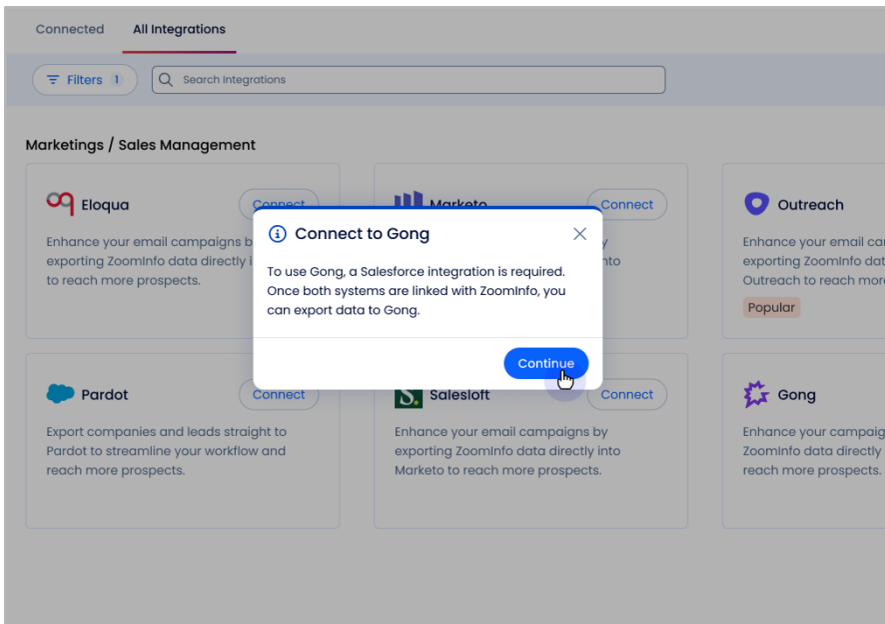 Connected All Integrations
Filters 1 Search Integrations
Marketings / Sales Management
Eloqua Connect
Enhance your email campaigns b
exporting ZoomInfo data directly i
to reach more prospects.
Marketo Connect
y
nto
Outreach
Enhance your email ca
exporting ZoomInfo dat
Outreach to reach mor
Popular
Connect to Gong
To use Gong, a Salesforce integration is required.
Once both systems are linked with ZoomInfo, you
can export data to Gong.
Continue
Pardot Connect
Export companies and leads straight to
Pardot to streamline your workflow and
reach more prospects.
S. Salesloft Connect
Enhance your email campaigns by
exporting ZoomInfo data directly into
Marketo to reach more prospects.
Gong
Enhance your campaig
ZoomInfo data directly
reach more prospects.